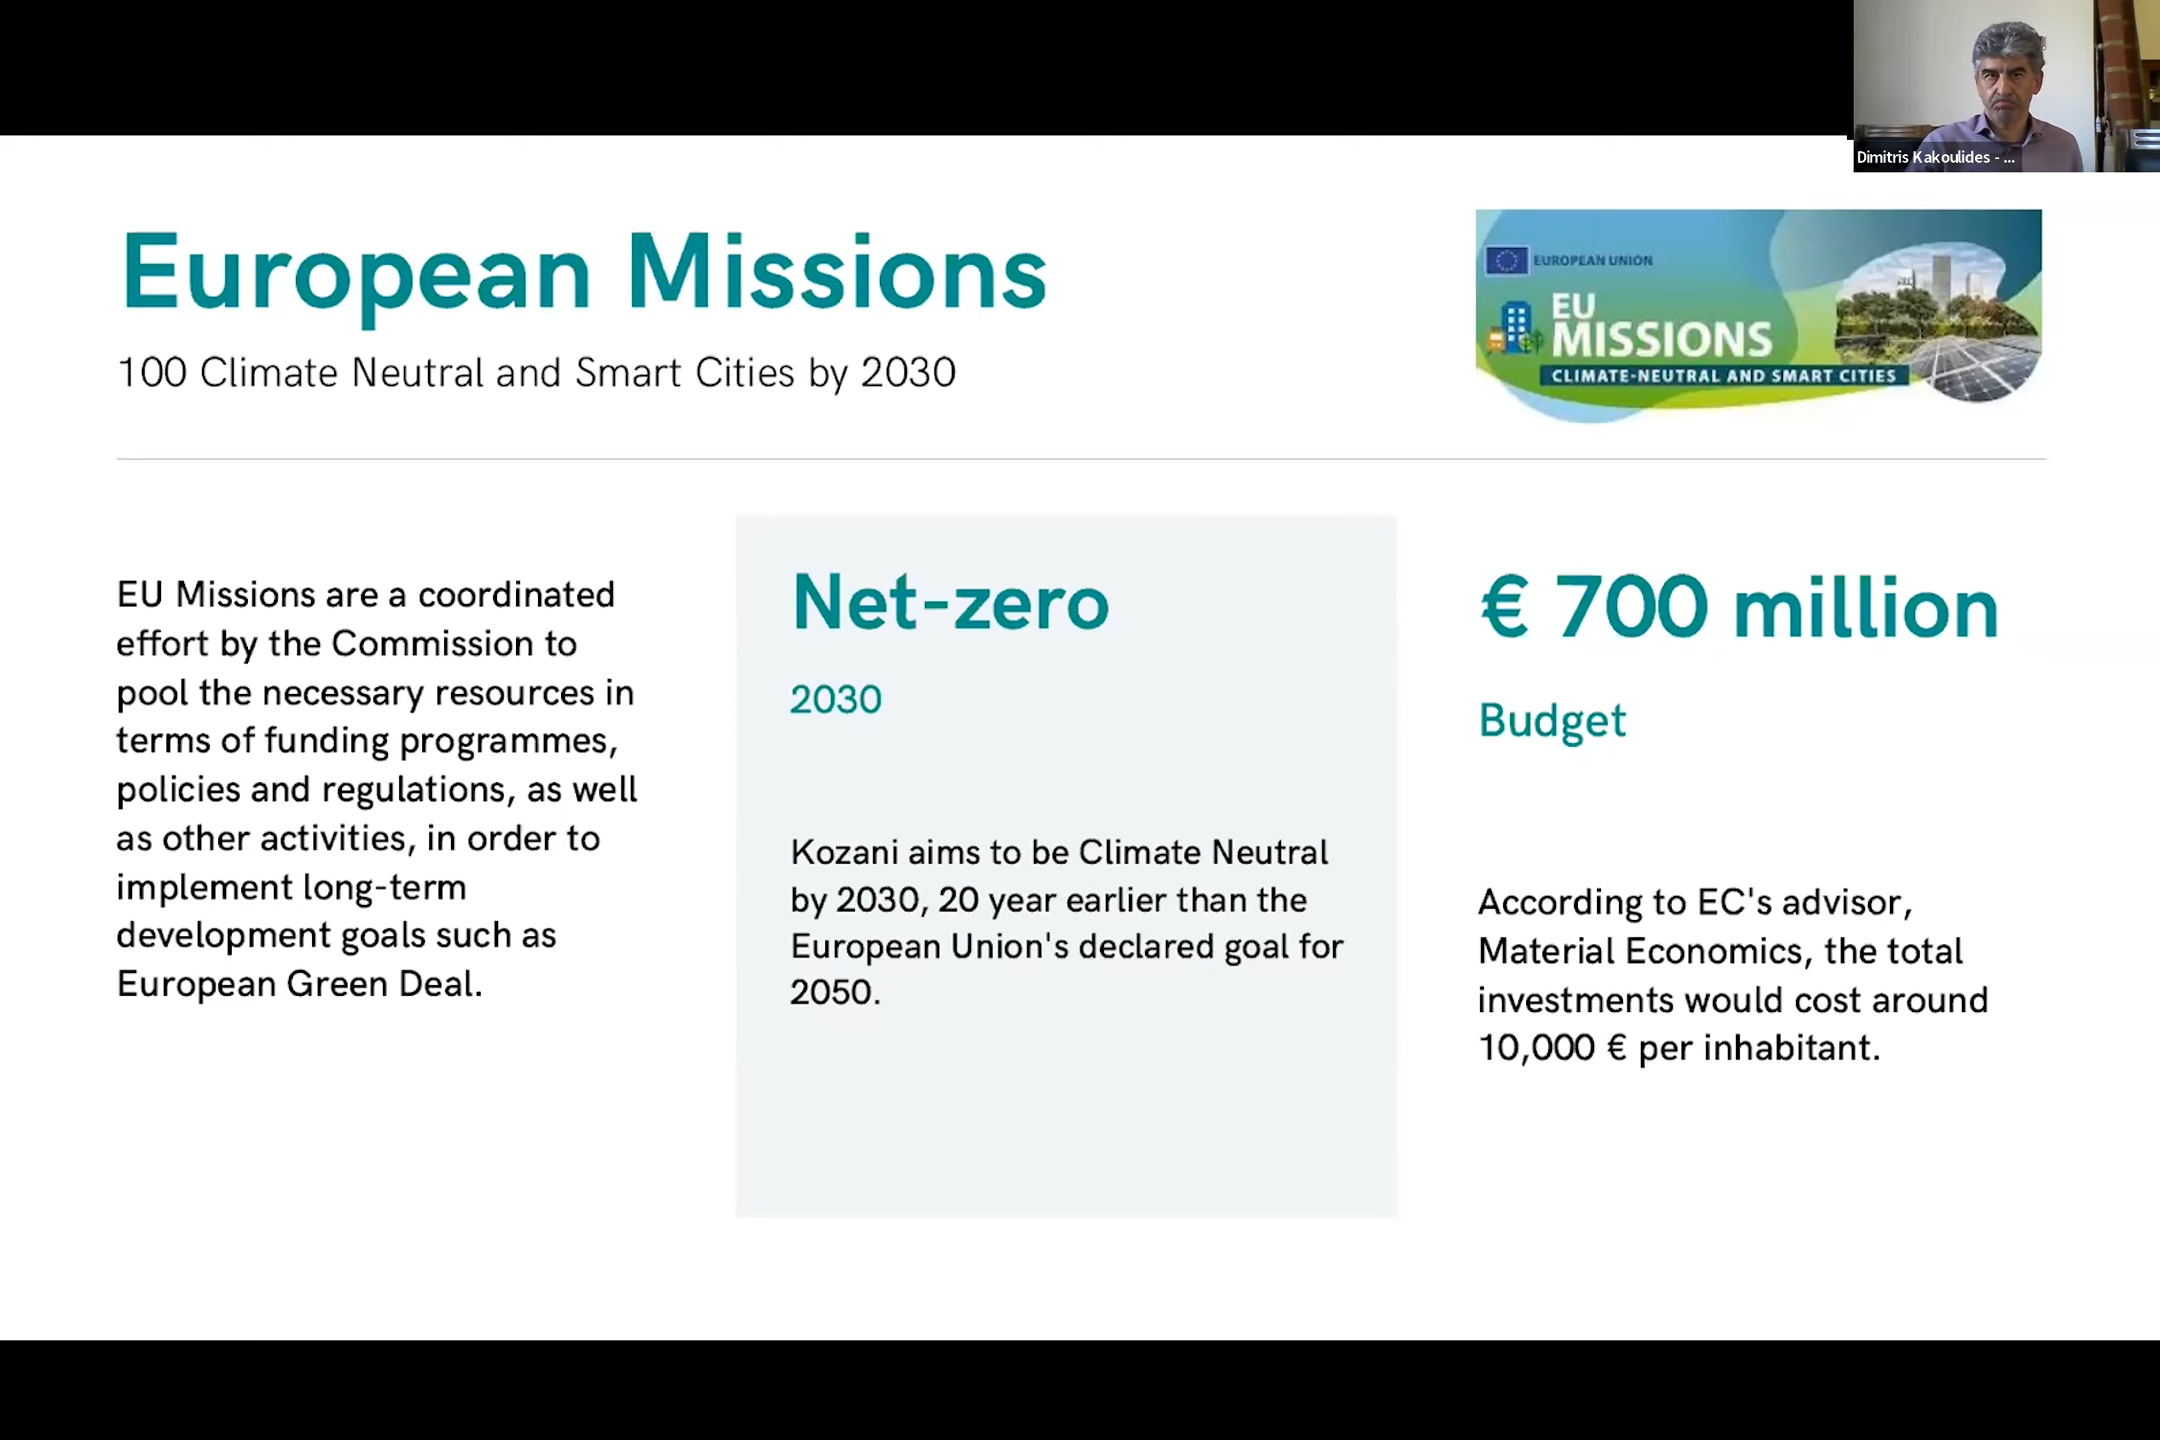 Dimitris Kakoulides - ...
European Missions
100 Climate Neutral and Smart Cities by 2030
EUROPEAN UNION
EU
MISSIONS
CLIMATE-NEUTRAL AND SMART CITIES
EU Missions are a coordinated
effort by the Commission to
pool the necessary resources in
terms of funding programmes,
policies and regulations, as well
as other activities, in order to
implement long-term
development goals such as
European Green Deal.
Net-zero
2030
Kozani aims to be Climate Neutral
by 2030, 20 year earlier than the
European Union's declared goal for
2050.
€ 700 million
Budget
According to EC's advisor,
Material Economics, the total
investments would cost around
10,000 € per inhabitant.